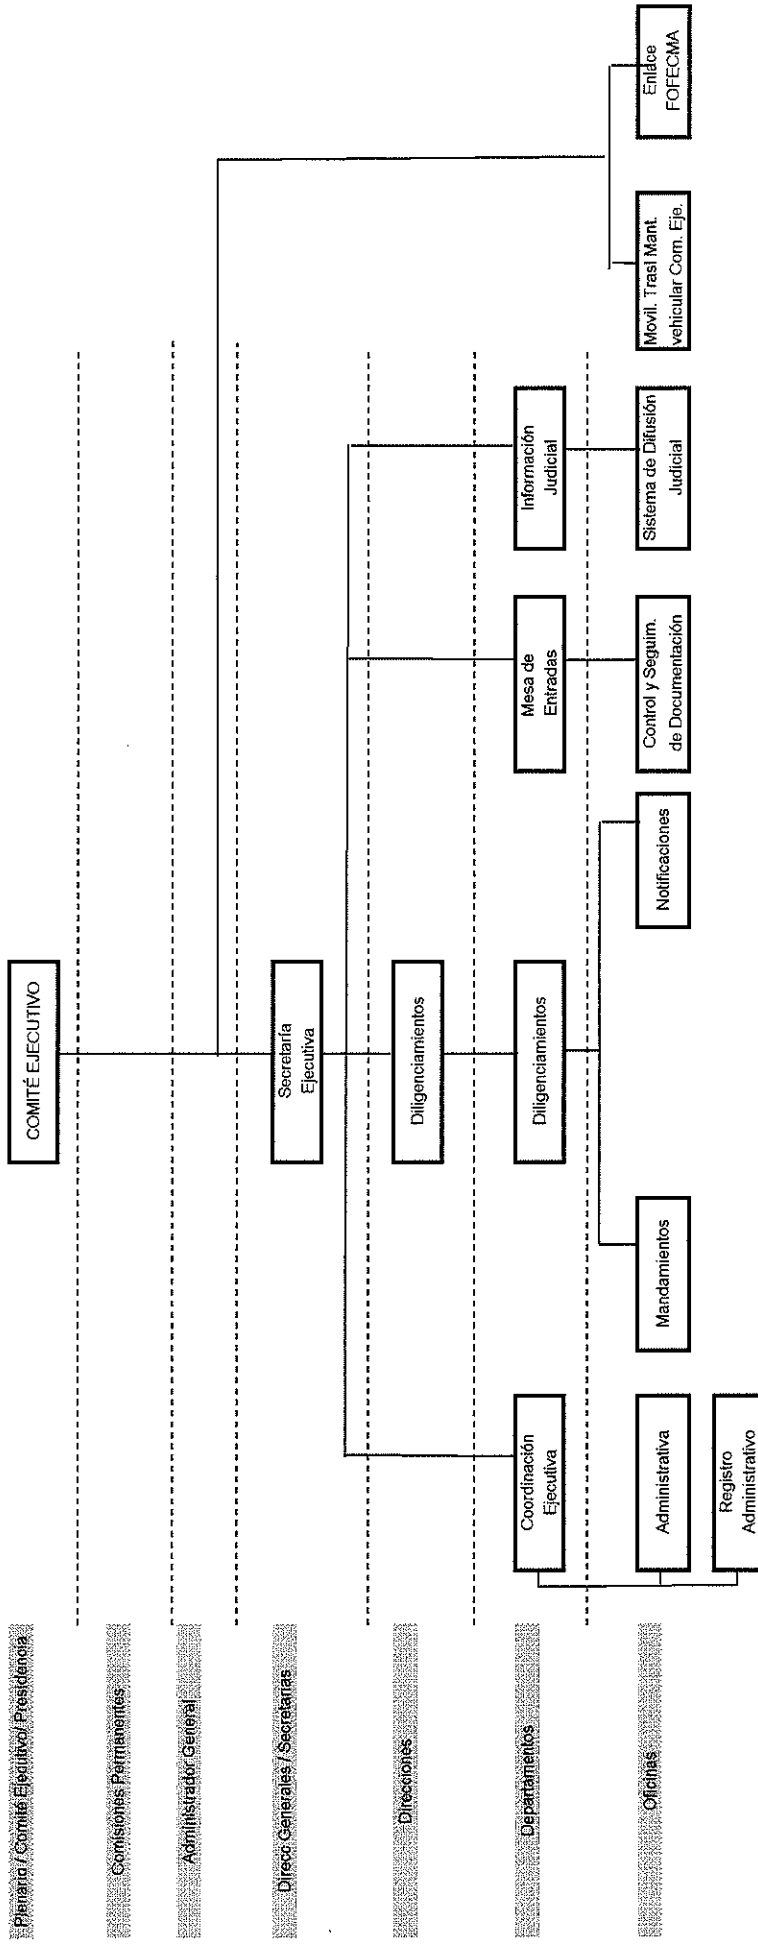 Plenario / Comité Ejecutivo/ Presidencia
COMITÉ EJECUTIVO
Comisiones Permanentes
Administrador General
Direcc Generales / Secretarías
Secretaría
Ejecutiva
Direcciones
Diligenciamientos
Departamentos
Coordinación
Ejecutiva
Diligenciamientos
Mesa de
Entradas
Información
Judicial
Oficinas
Administrativa
Mandamientos
Notificaciones
Control y Seguim.
de Documentación
Sistema de Difusión
Judicial
Movil. Trasl Mant.
vehicular Com. Eje.
Enlace
FOFECMA
Registro
Administrativo